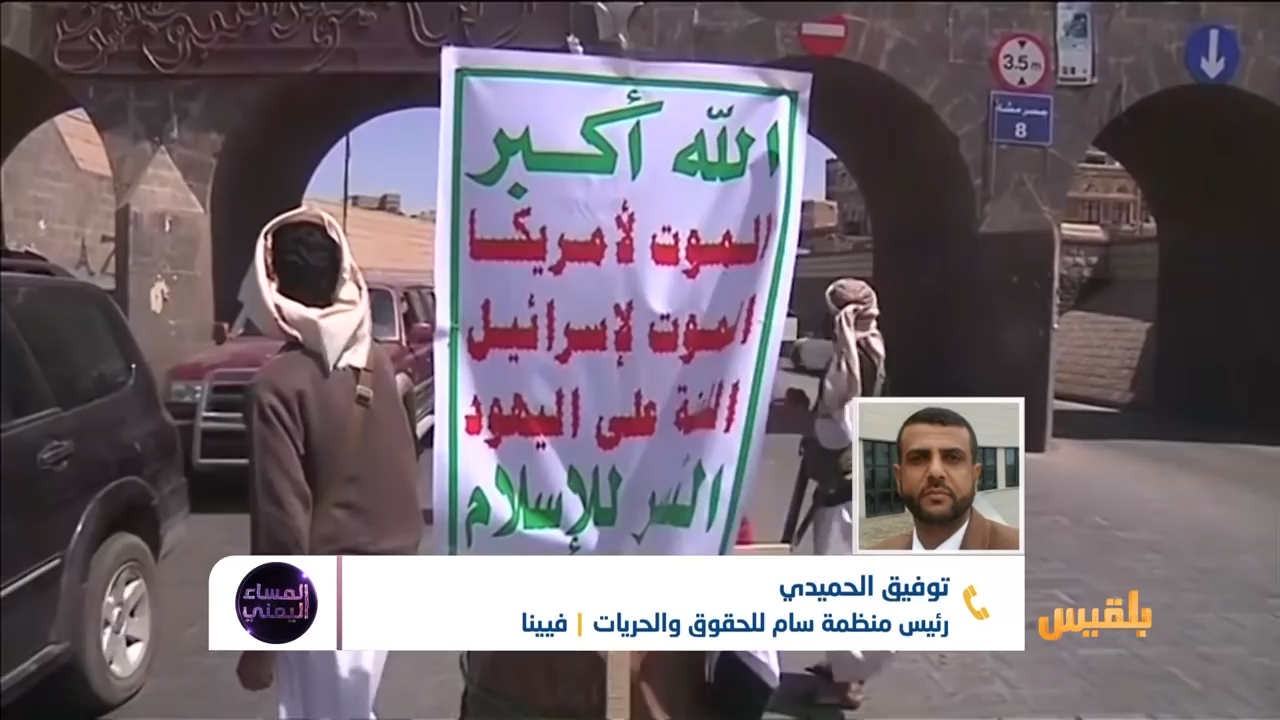 3.5 m
8
الله أكبر
الموت لأمريكا
الموت لإسرائيل
اللعنة على اليهود
النصر للإسلام
توفيق الحميدي
رئيس منظمة سام للحقوق والحريات | فيينا
المساء
اليمني
بلقيس